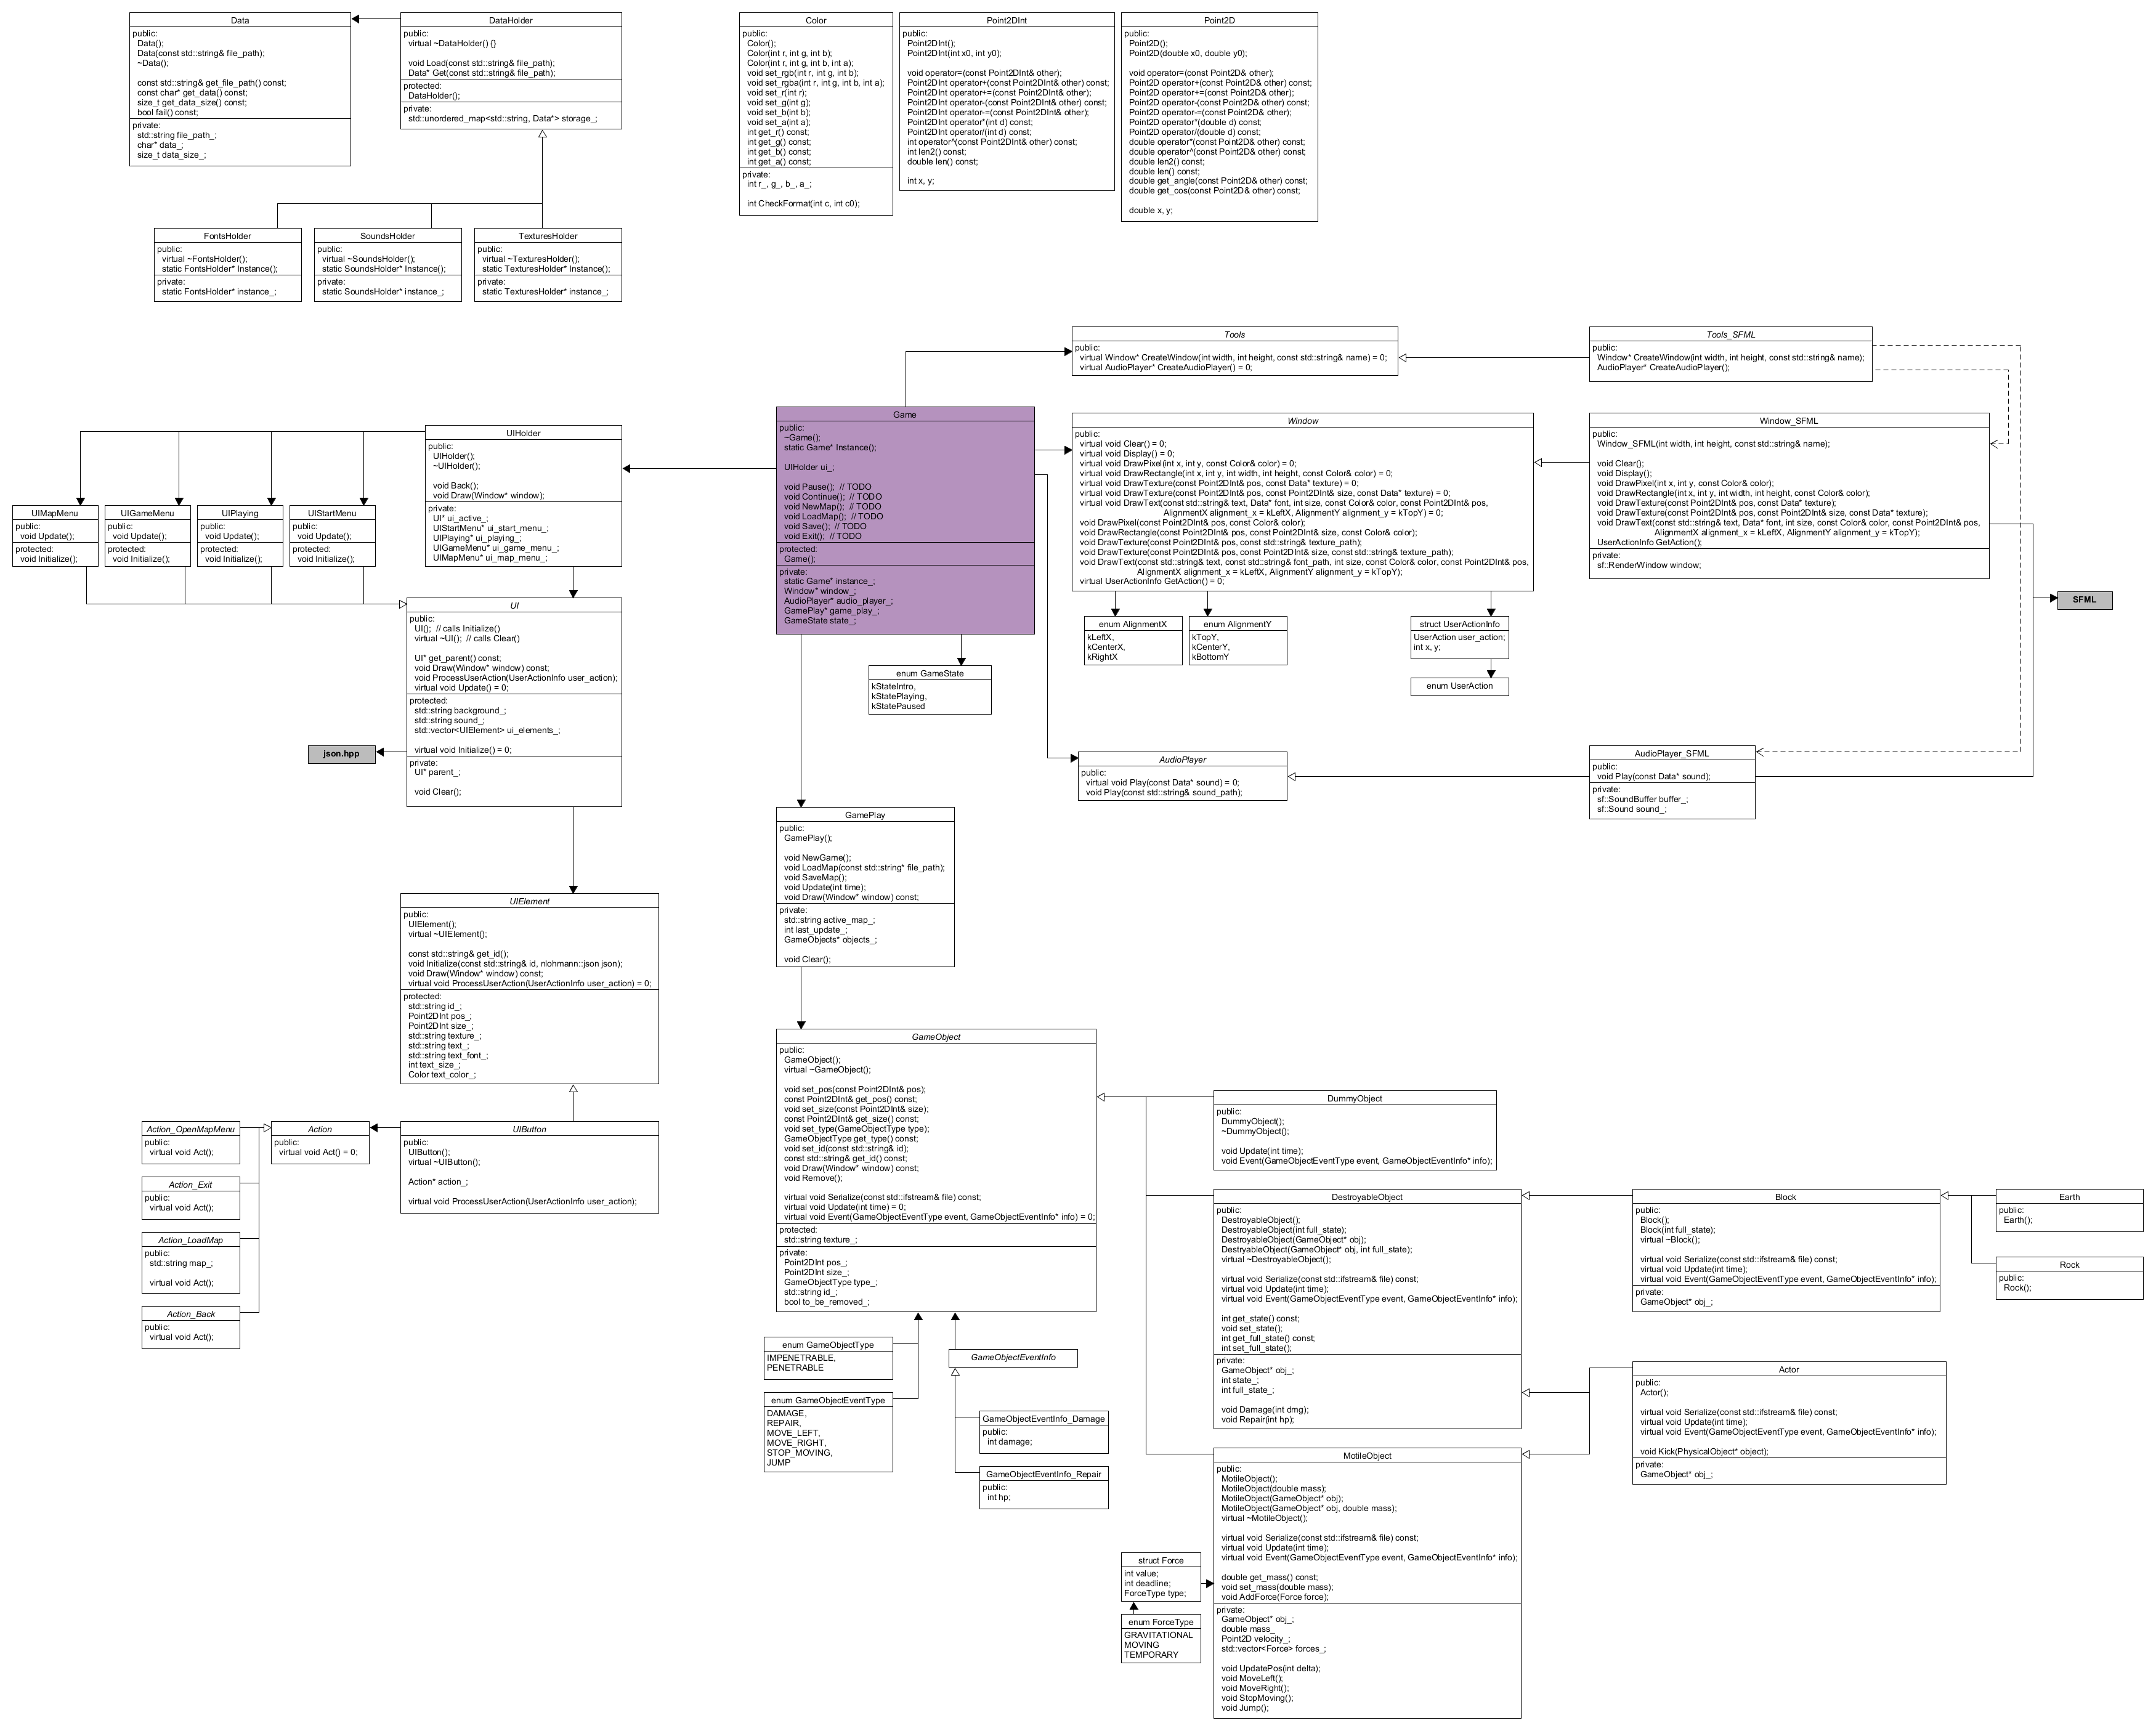 Data
public:
Data();
Data(const std::string& file_path);
~Data();
const std::string& get_file_path() const;
const char* get_data() const;
size_t get_data_size() const;
bool fail() const;
private:
std::string file_path_;
char* data_;
size_t data_size_;
DataHolder
public:
virtual ~DataHolder() {}
void Load(const std::string& file_path);
Data* Get(const std::string& file_path);
protected:
DataHolder();
private:
std::unordered_map<std::string, Data*> storage_;
Color
public:
Color();
Color(int r, int g, int b);
Color(int r, int g, int b, int a);
void set_rgb(int r, int g, int b);
void set_rgba(int r, int g, int b, int a);
void set_r(int r);
void set_g(int g);
void set_b(int b);
void set_a(int a);
int get_r() const;
int get_g() const;
int get_b() const;
int get_a() const;
private:
int r_, g_, b_, a_;
int CheckFormat(int c, int c0);
Point2DInt
public:
Point2DInt();
Point2DInt(int x0, int y0);
void operator=(const Point2DInt& other);
Point2DInt operator+(const Point2DInt& other) const;
Point2DInt operator+=(const Point2DInt& other);
Point2DInt operator-(const Point2DInt& other) const;
Point2DInt operator-=(const Point2DInt& other);
Point2DInt operator*(int d) const;
Point2DInt operator/(int d) const;
int operator^(const Point2DInt& other) const;
int len2() const;
double len() const;
int x, y;
Point2D
public:
Point2D();
Point2D(double x0, double y0);
void operator=(const Point2D& other);
Point2D operator+(const Point2D& other) const;
Point2D operator+=(const Point2D& other);
Point2D operator-(const Point2D& other) const;
Point2D operator-=(const Point2D& other);
Point2D operator*(double d) const;
Point2D operator/(double d) const;
double operator*(const Point2D& other) const;
double operator^(const Point2D& other) const;
double len2() const;
double len() const;
double get_angle(const Point2D& other) const;
double get_cos(const Point2D& other) const;
double x, y;
FontsHolder
public:
virtual ~FontsHolder();
static FontsHolder* Instance();
private:
static FontsHolder* instance_;
SoundsHolder
public:
virtual ~SoundsHolder();
static SoundsHolder* Instance();
private:
static SoundsHolder* instance_;
TexturesHolder
public:
virtual ~TexturesHolder();
static TexturesHolder* Instance();
private:
static TexturesHolder* instance_;
Tools
public:
virtual Window* CreateWindow(int width, int height, const std::string& name) = 0;
virtual AudioPlayer* CreateAudioPlayer() = 0;
Tools_SFML
public:
Window* CreateWindow(int width, int height, const std::string& name);
AudioPlayer* CreateAudioPlayer();
UIHolder
public:
UIHolder();
~UIHolder();
void Back();
void Draw(Window* window);
private:
UI* ui_active_;
UIStartMenu* ui_start_menu_;
UIPlaying* ui_playing_;
UIGameMenu* ui_game_menu_;
UIMapMenu* ui_map_menu_;
Game
public:
~Game();
static Game* Instance();
UIHolder ui_;
void Pause();  // TODO
void Continue();  // TODO
void NewMap();  // TODO
void LoadMap();  // TODO
void Save();  // TODO
void Exit();  // TODO
protected:
Game();
private:
static Game* instance_;
Window* window_;
AudioPlayer* audio_player_;
GamePlay* game_play_;
GameState state_;
Window
public:
virtual void Clear() = 0;
virtual void Display() = 0;
virtual void DrawPixel(int x, int y, const Color& color) = 0;
virtual void DrawRectangle(int x, int y, int width, int height, const Color& color) = 0;
virtual void DrawTexture(const Point2DInt& pos, const Data* texture) = 0;
virtual void DrawTexture(const Point2DInt& pos, const Point2DInt& size, const Data* texture) = 0;
virtual void DrawText(const std::string& text, Data* font, int size, const Color& color, const Point2DInt& pos,
AlignmentX alignment_x = kLeftX, AlignmentY alignment_y = kTopY) = 0;
void DrawPixel(const Point2DInt& pos, const Color& color);
void DrawRectangle(const Point2DInt& pos, const Point2DInt& size, const Color& color);
void DrawTexture(const Point2DInt& pos, const std::string& texture_path);
void DrawTexture(const Point2DInt& pos, const Point2DInt& size, const std::string& texture_path);
void DrawText(const std::string& text, const std::string& font_path, int size, const Color& color, const Point2DInt& pos,
AlignmentX alignment_x = kLeftX, AlignmentY alignment_y = kTopY);
virtual UserActionInfo GetAction() = 0;
Window_SFML
public:
Window_SFML(int width, int height, const std::string& name);
void Clear();
void Display();
void DrawPixel(int x, int y, const Color& color);
void DrawRectangle(int x, int y, int width, int height, const Color& color);
void DrawTexture(const Point2DInt& pos, const Data* texture);
void DrawTexture(const Point2DInt& pos, const Point2DInt& size, const Data* texture);
void DrawText(const std::string& text, Data* font, int size, const Color& color, const Point2DInt& pos,
AlignmentX alignment_x = kLeftX, AlignmentY alignment_y = kTopY);
UserActionInfo GetAction();
private:
sf::RenderWindow window;
SFML
UIMapMenu
public:
void Update();
protected:
void Initialize();
UIGameMenu
public:
void Update();
protected:
void Initialize();
UIPlaying
public:
void Update();
protected:
void Initialize();
UIStartMenu
public:
void Update();
protected:
void Initialize();
UI
public:
UI();  // calls Initialize()
virtual ~UI();  // calls Clear()
UI* get_parent() const;
void Draw(Window* window) const;
void ProcessUserAction(UserActionInfo user_action);
virtual void Update() = 0;
protected:
std::string background_;
std::string sound_;
std::vector<UIElement> ui_elements_;
virtual void Initialize() = 0;
private:
UI* parent_;
void Clear();
json.hpp
enum GameState
kStateIntro,
kStatePlaying,
kStatePaused
enum AlignmentX
kLeftX,
kCenterX,
kRightX
enum AlignmentY
kTopY,
kCenterY,
kBottomY
struct UserActionInfo
UserAction user_action;
int x, y;
enum UserAction
AudioPlayer
public:
virtual void Play(const Data* sound) = 0;
void Play(const std::string& sound_path);
AudioPlayer_SFML
public:
void Play(const Data* sound);
private:
sf::SoundBuffer buffer_;
sf::Sound sound_;
GamePlay
public:
GamePlay();
void NewGame();
void LoadMap(const std::string* file_path);
void SaveMap();
void Update(int time);
void Draw(Window* window) const;
private:
std::string active_map_;
int last_update_;
GameObjects* objects_;
void Clear();
UIElement
public:
UIElement();
virtual ~UIElement();
const std::string& get_id();
void Initialize(const std::string& id, nlohmann::json json);
void Draw(Window* window) const;
virtual void ProcessUserAction(UserActionInfo user_action) = 0;
protected:
std::string id_;
Point2DInt pos_;
Point2DInt size_;
std::string texture_;
std::string text_;
std::string text_font_;
int text_size_;
Color text_color_;
Action_OpenMapMenu
public:
virtual void Act();
Action
public:
virtual void Act() = 0;
UIButton
public:
UIButton();
virtual ~UIButton();
Action* action_;
virtual void ProcessUserAction(UserActionInfo user_action);
Action_Exit
public:
virtual void Act();
Action_LoadMap
public:
std::string map_;
virtual void Act();
Action_Back
public:
virtual void Act();
GameObject
public:
GameObject();
virtual ~GameObject();
void set_pos(const Point2DInt& pos);
const Point2DInt& get_pos() const;
void set_size(const Point2DInt& size);
const Point2DInt& get_size() const;
void set_type(GameObjectType type);
GameObjectType get_type() const;
void set_id(const std::string& id);
const std::string& get_id() const;
void Draw(Window* window) const;
void Remove();
virtual void Serialize(const std::ifstream& file) const;
virtual void Update(int time) = 0;
virtual void Event(GameObjectEventType event, GameObjectEventInfo* info) = 0;
protected:
std::string texture_;
private:
Point2DInt pos_;
Point2DInt size_;
GameObjectType type_;
std::string id_;
bool to_be_removed_;
enum GameObjectType
IMPENETRABLE,
PENETRABLE
GameObjectEventInfo
enum GameObjectEventType
DAMAGE,
REPAIR,
MOVE_LEFT,
MOVE_RIGHT,
STOP_MOVING,
JUMP
GameObjectEventInfo_Damage
public:
int damage;
GameObjectEventInfo_Repair
public:
int hp;
DummyObject
public:
DummyObject();
~DummyObject();
void Update(int time);
void Event(GameObjectEventType event, GameObjectEventInfo* info);
DestroyableObject
public:
DestroyableObject();
DestroyableObject(int full_state);
DestroyableObject(GameObject* obj);
DestryableObject(GameObject* obj, int full_state);
virtual ~DestroyableObject();
virtual void Serialize(const std::ifstream& file) const;
virtual void Update(int time);
virtual void Event(GameObjectEventType event, GameObjectEventInfo* info);
int get_state() const;
void set_state();
int get_full_state() const;
int set_full_state();
private:
GameObject* obj_;
int state_;
int full_state_;
void Damage(int dmg);
void Repair(int hp);
Block
public:
Block();
Block(int full_state);
virtual ~Block();
virtual void Serialize(const std::ifstream& file) const;
virtual void Update(int time);
virtual void Event(GameObjectEventType event, GameObjectEventInfo* info);
private:
GameObject* obj_;
Earth
public:
Earth();
Rock
public:
Rock();
Actor
public:
Actor();
virtual void Serialize(const std::ifstream& file) const;
virtual void Update(int time);
virtual void Event(GameObjectEventType event, GameObjectEventInfo* info);
void Kick(PhysicalObject* object);
private:
GameObject* obj_;
MotileObject
public:
MotileObject();
MotileObject(double mass);
MotileObject(GameObject* obj);
MotileObject(GameObject* obj, double mass);
virtual ~MotileObject();
virtual void Serialize(const std::ifstream& file) const;
virtual void Update(int time);
virtual void Event(GameObjectEventType event, GameObjectEventInfo* info);
double get_mass() const;
void set_mass(double mass);
void AddForce(Force force);
private:
GameObject* obj_;
double mass_
Point2D velocity_;
std::vector<Force> forces_;
void UpdatePos(int delta);
void MoveLeft();
void MoveRight();
void StopMoving();
void Jump();
struct Force
int value;
int deadline;
ForceType type;
enum ForceType
GRAVITATIONAL
MOVING
TEMPORARY